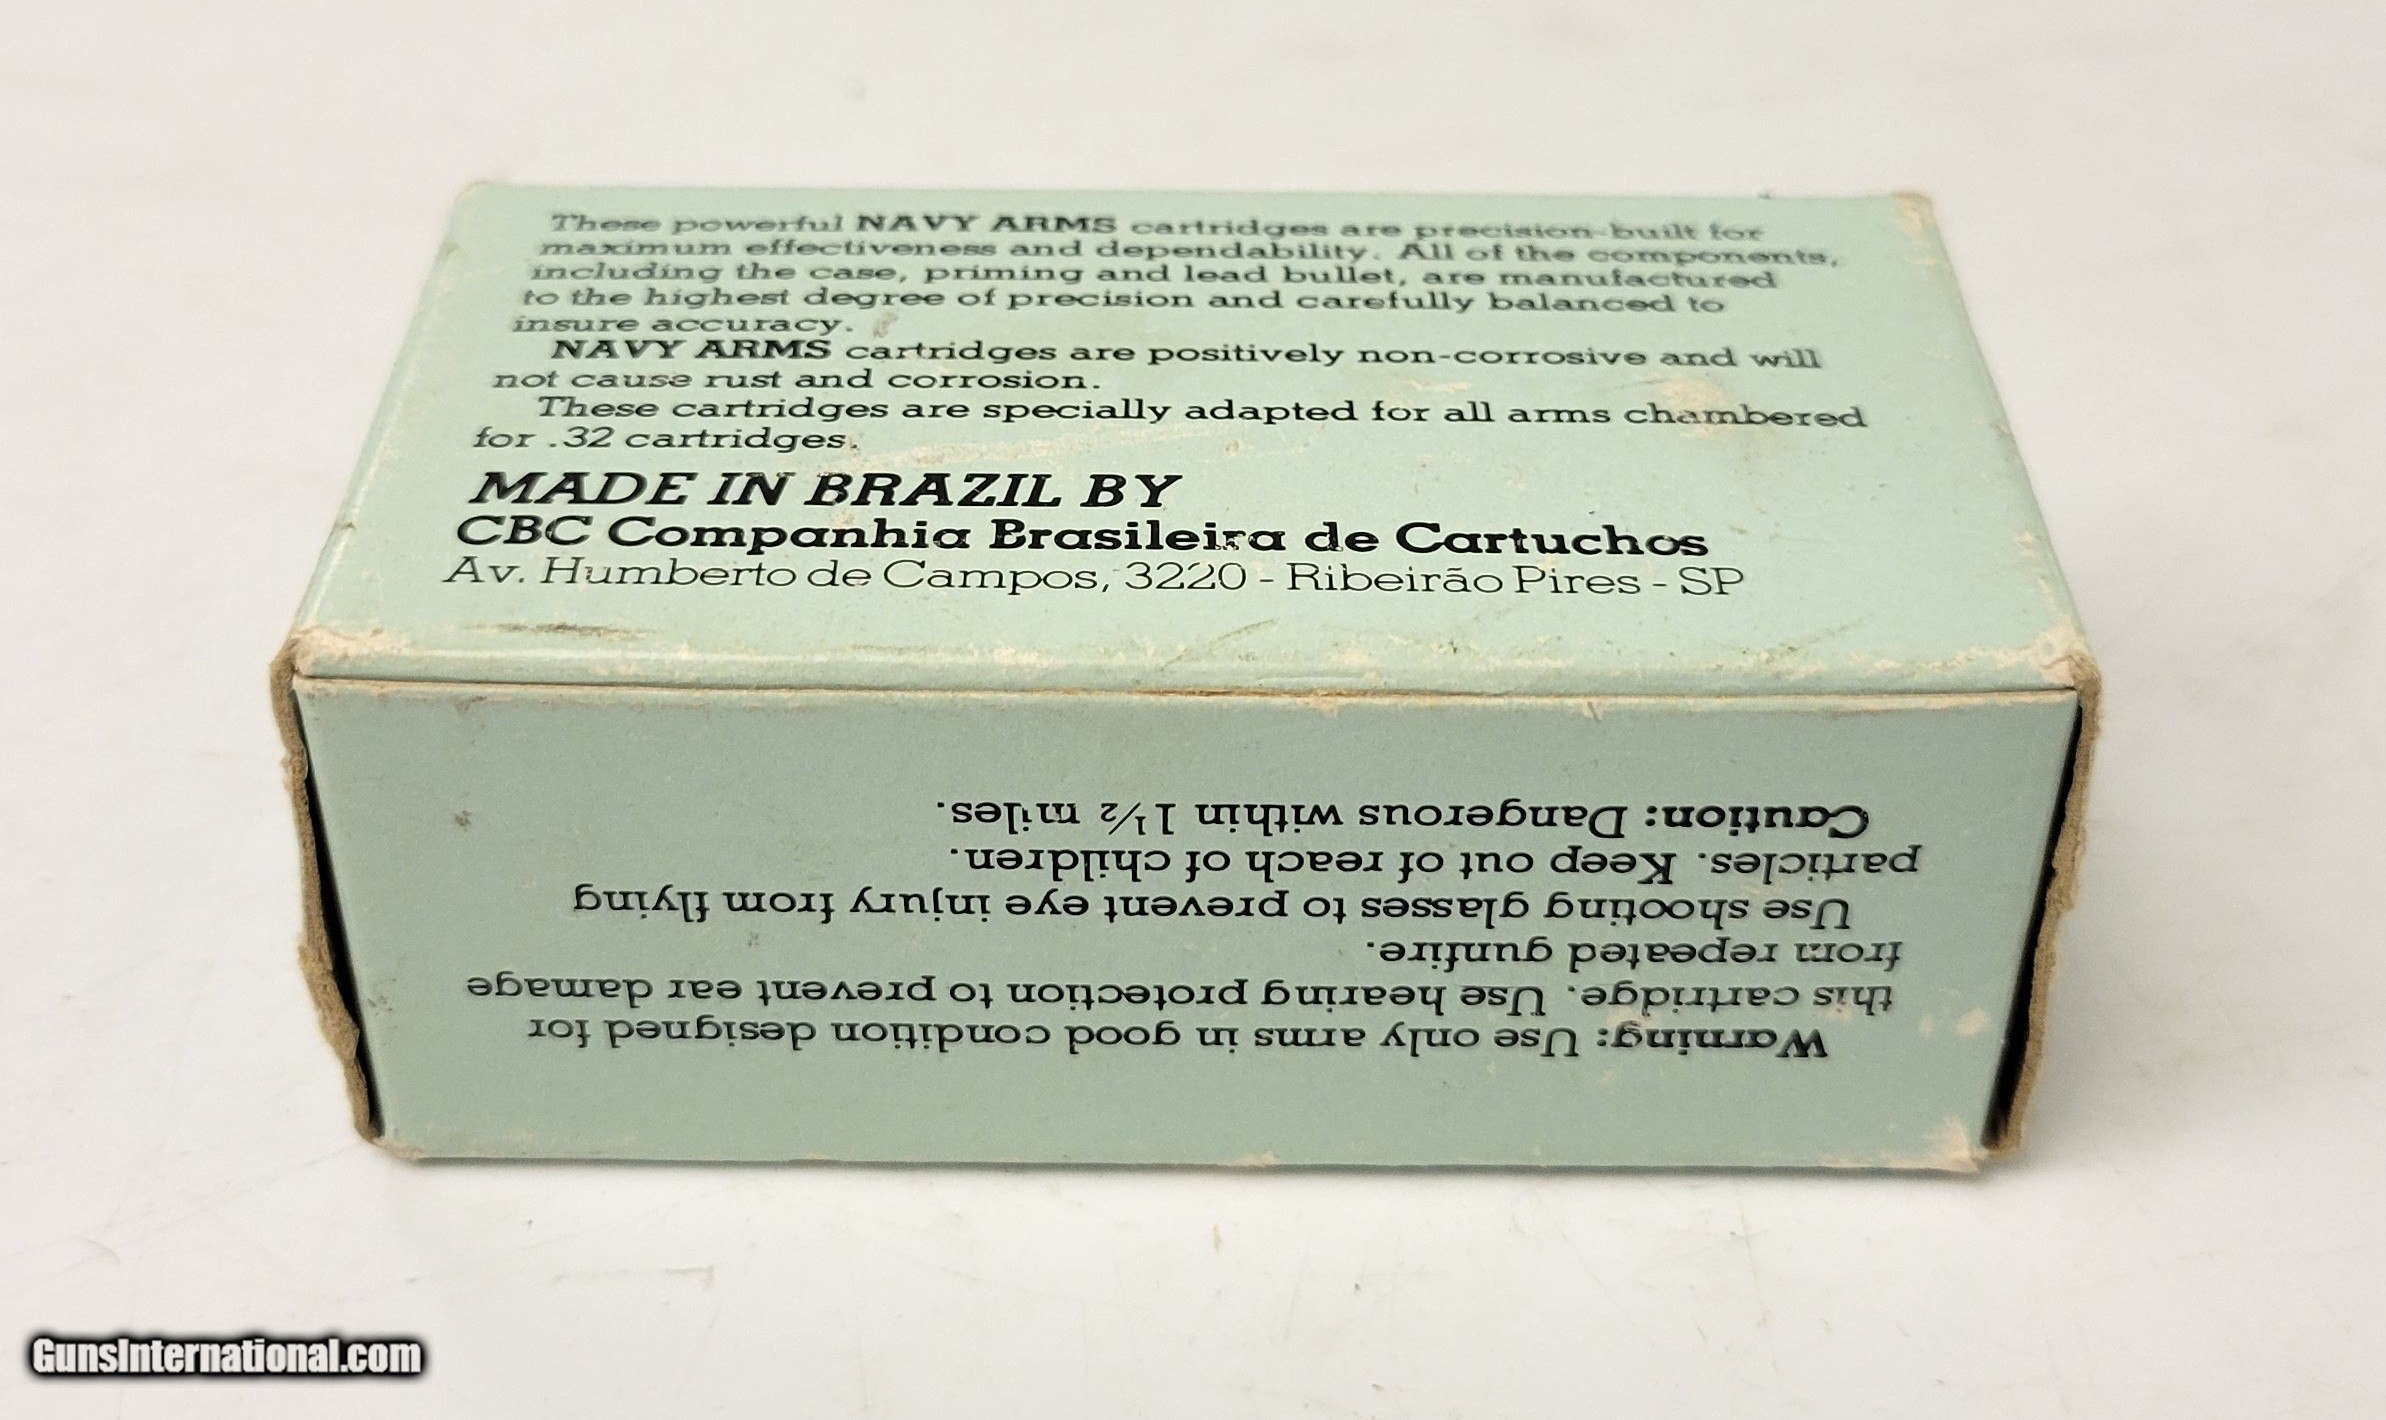 These powerful NAVY ARMS cartridges are precision-built for
maximum effectiveness and dependability. All of the components,
including the case, priming and lead bullet, are manufactured
to the highest degree of precision and carefully balanced to
insure accuracy.
NAVY ARMS cartridges are positively non-corrosive and will
not cause rust and corrosion.
These cartridges are specially adapted for all arms chambered
for .32 cartridges.
MADE IN BRAZIL BY
CBC Companhia Brasileira de Cartuchos
Av. Humberto de Campos, 3220 - Ribeirão Pires - SP
Warning: Use only arms in good condition designed for
this cartridge. Use hearing protection to prevent ear damage
from repeated gunfire.
Use shooting glasses to prevent eye injury from flying
particles. Keep out of reach of children.
Caution: Dangerous within 1½ miles.
GunsInternational.com